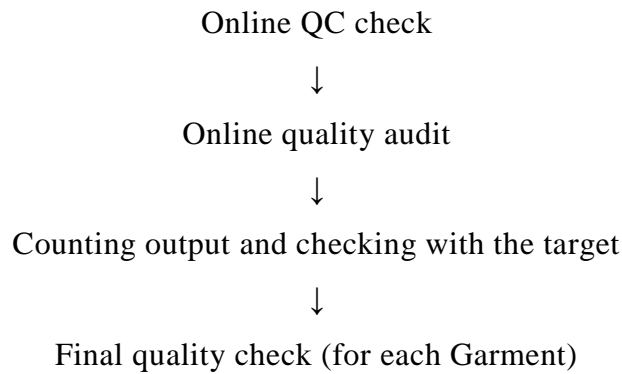 Online QC check
↓
Online quality audit
↓
Counting output and checking with the target
↓
Final quality check (for each Garment)